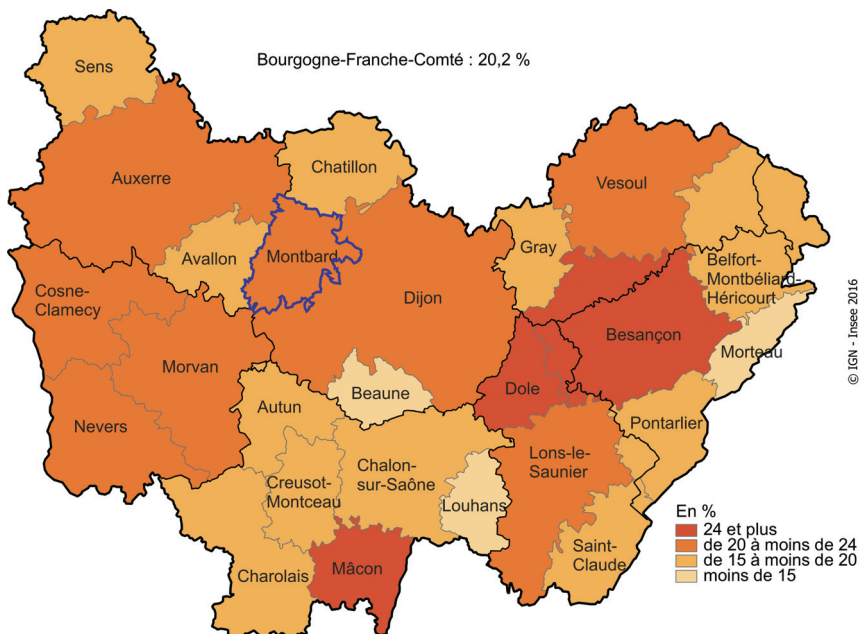 Sens
Bourgogne-Franche-Comté : 20,2 %
Auxerre
Chatillon
Vesoul
Avallon
Montbard
Gray
Belfort-
Montbéliard-
Héricourt
Cosne-
Clamecy
Dijon
Besançon
Morteau
Morvan
Beaune
Dole
Autun
Nevers
Pontarlier
Lons-le-
Saunier
Chalon-
sur-Saône
Creusot-
Montceau
Louhans
Saint-
Claude
Charolais
Mâcon
En %
24 et plus
de 20 à moins de 24
de 15 à moins de 20
moins de 15
© IGN - Insee 2016